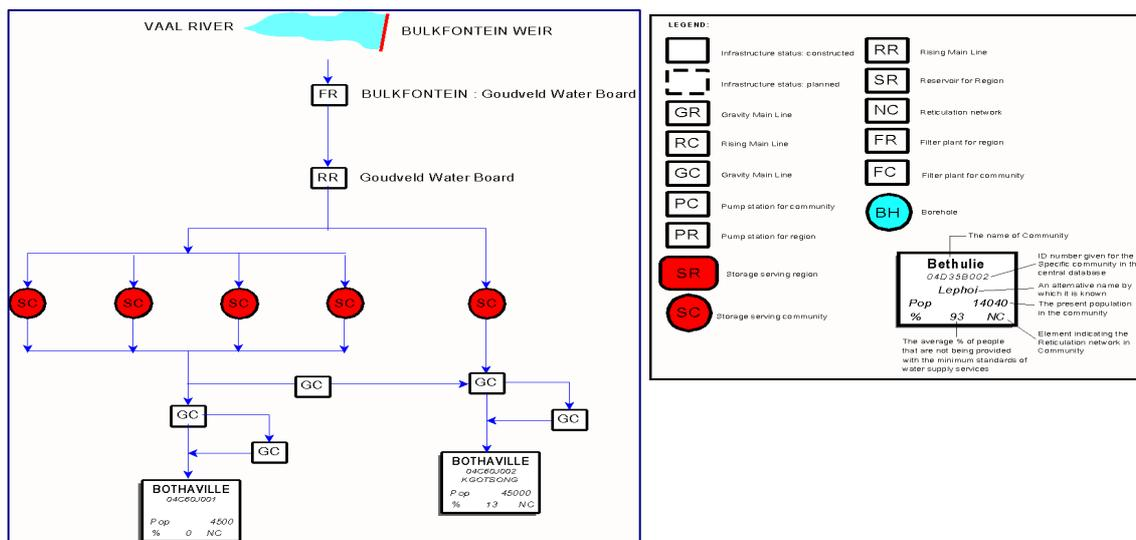 VAAL RIVER
BULKFONTEIN WEIR
FR
BULKFONTEIN : Goudveld Water Board
RR
Goudveld Water Board
SC
SC
SC
SC
SC
GC
GC
GC
GC
GC
BOTHAVILLE
04C60J001
Pop 4500
% 0 NC
BOTHAVILLE
04C60J002
KGOTSONG
Pop 45000
% 13 NC
LEGEND:
Infrastructure status: constructed
Infrastructure status: planned
GR Gravity Main Line
RC Rising Main Line
GC Gravity Main Line
PC Pump station for community
PR Pump station for region
SR Storage serving region
SC Storage serving community
RR Rising Main Line
SR Reservoir for Region
NC Reticulation network
FR Filter plant for region
FC Filter plant for community
BH Borehole
The name of Community
Bethulie
04D35B002
Lephoi
Pop 14040
% 93 NC
ID number given for the
Specific community in the
central database
An alternative name by
which it is known
The present population
in the community
Element indicating the
Reticulation network in
Community
The average % of people
that are not being provided
with the minimum standards of
water supply services